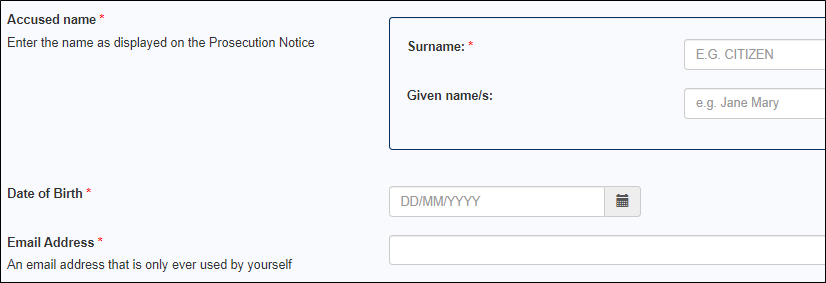 Accused name *
Enter the name as displayed on the Prosecution Notice
Surname: *
E.G. CITIZEN
Given name/s:
e.g. Jane Mary
Date of Birth *
DD/MM/YYYY
Email Address *
An email address that is only ever used by yourself